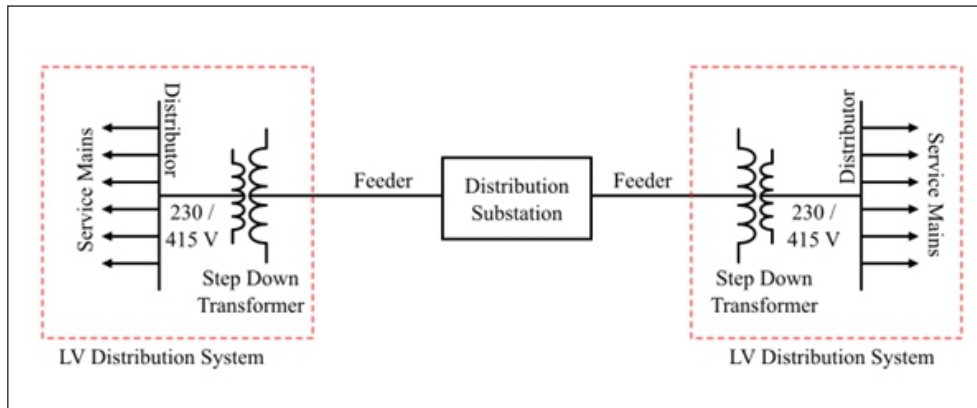 Service Mains
Distributor
230 /
415 V
Step Down
Transformer
LV Distribution System
Feeder
Distribution
Substation
Feeder
Step Down
Transformer
230 /
415 V
Distributor
Service Mains
LV Distribution System